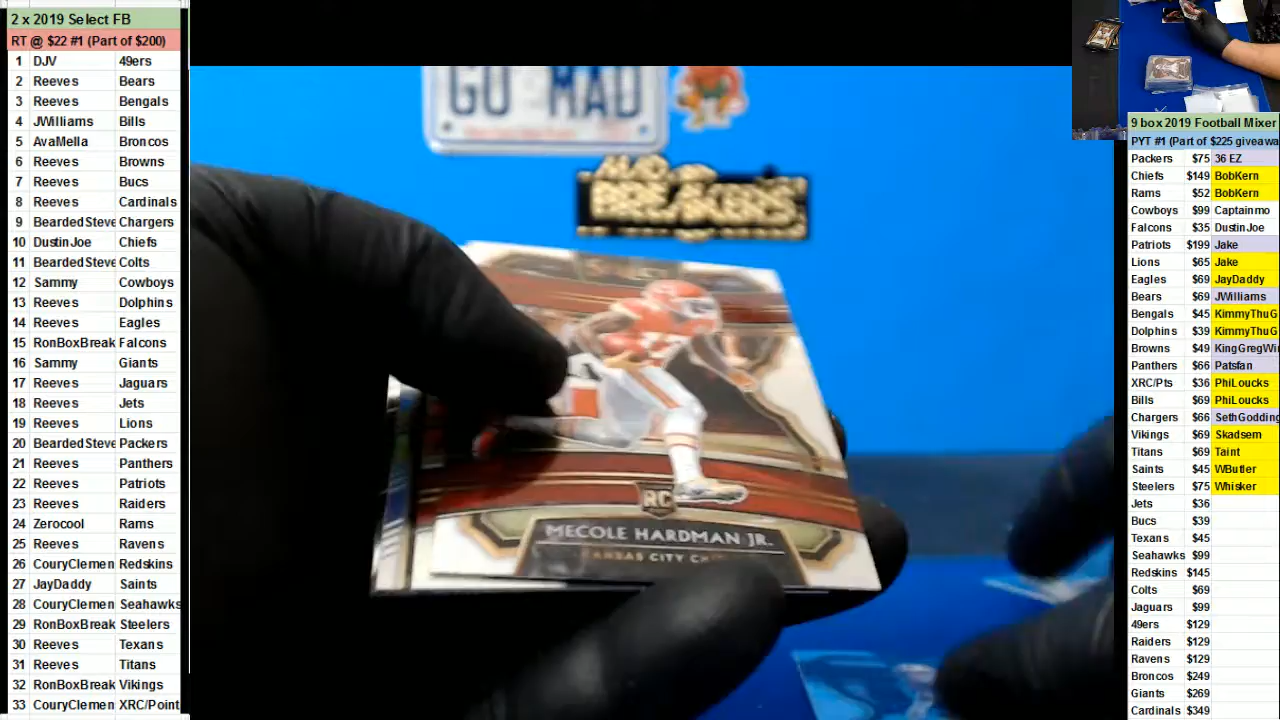 2 x 2019 Select FB
RT @ $22 #1 (Part of $200)
1 DJV 49ers
2 Reeves Bears
3 Reeves Bengals
4 JWilliams Bills
5 AvaMella Broncos
6 Reeves Browns
7 Reeves Bucs
8 Reeves Cardinals
9 BeardedSteve Chargers
10 DustinJoe Chiefs
11 BeardedSteve Colts
12 Sammy Cowboys
13 Reeves Dolphins
14 Reeves Eagles
15 RonBoxBreak Falcons
16 Sammy Giants
17 Reeves Jaguars
18 Reeves Jets
19 Reeves Lions
20 BeardedSteve Packers
21 Reeves Panthers
22 Reeves Patriots
23 Reeves Raiders
24 Zerocool Rams
25 Reeves Ravens
26 CouryClemen Redskins
27 JayDaddy Saints
28 CouryClemen Seahawks
29 RonBoxBreak Steelers
30 Reeves Texans
31 Reeves Titans
32 RonBoxBreak Vikings
33 CouryClemen XRC/Point
GO MAD
BREAKERS
RC
MECOLE HARDMAN JR.
KANSAS CITY CH
9 box 2019 Football Mixer
PYT #1 (Part of $225 giveawa
Packers $75 36 EZ
Chiefs $149 BobKern
Rams $52 BobKern
Cowboys $99 Captainmo
Falcons $35 DustinJoe
Patriots $199 Jake
Lions $65 Jake
Eagles $69 JayDaddy
Bears $69 JWilliams
Bengals $45 KimmyThuG
Dolphins $39 KimmyThuG
Browns $49 KingGregWi
Panthers $66 Patsfan
XRC/Pts $36 PhiLoucks
Bills $69 PhiLoucks
Chargers $66 SethGodding
Vikings $69 Skadsem
Titans $69 Taint
Saints $45 WButler
Steelers $75 Whisker
Jets $36
Bucs $39
Texans $45
Seahawks $99
Redskins $145
Colts $69
Jaguars $99
49ers $129
Raiders $129
Ravens $129
Broncos $249
Giants $269
Cardinals $349